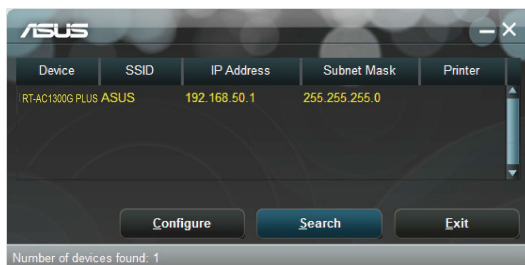 ASUS
Device SSID IP Address Subnet Mask Printer
RT-AC1300G PLUS ASUS 192.168.50.1 255.255.255.0
Configure Search Exit
Number of devices found: 1